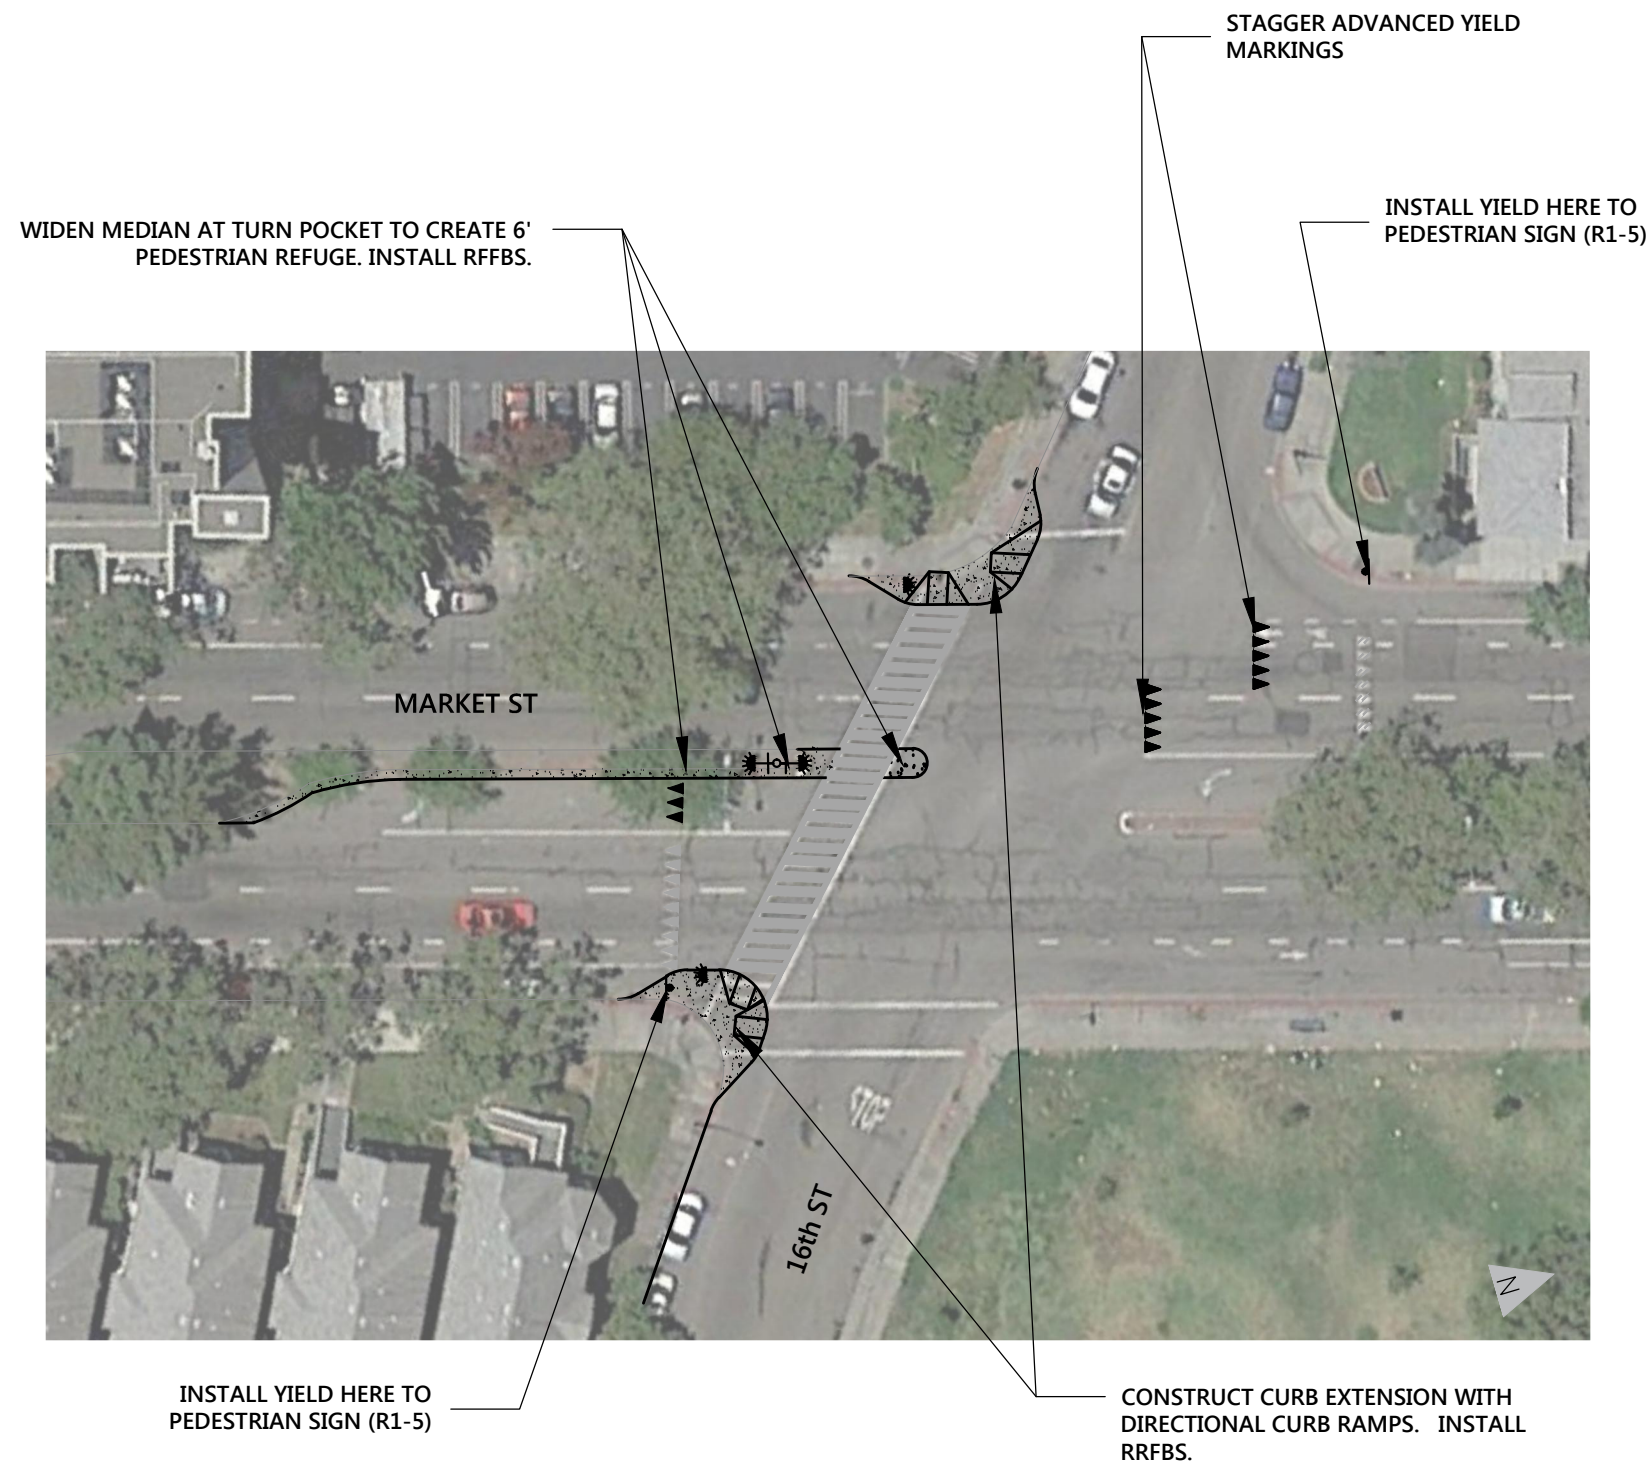 STAGGER ADVANCED YIELD
MARKINGS
INSTALL YIELD HERE TO
PEDESTRIAN SIGN (R1-5)
WIDEN MEDIAN AT TURN POCKET TO CREATE 6'
PEDESTRIAN REFUGE. INSTALL RFFBS.
MARKET ST
STOP
16th ST
N
INSTALL YIELD HERE TO
PEDESTRIAN SIGN (R1-5)
CONSTRUCT CURB EXTENSION WITH
DIRECTIONAL CURB RAMPS. INSTALL
RRFBS.